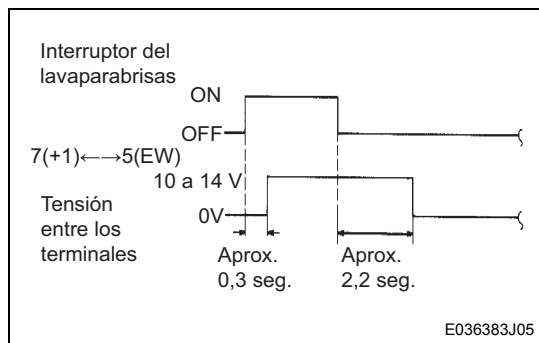 Interruptor del
lavaparabrisas
ON
OFF
7(+1)←→5(EW)
10 a 14 V
Tensión
entre los
terminales
0V
Aprox.
0,3 seg.
Aprox.
2,2 seg.
E036383J05